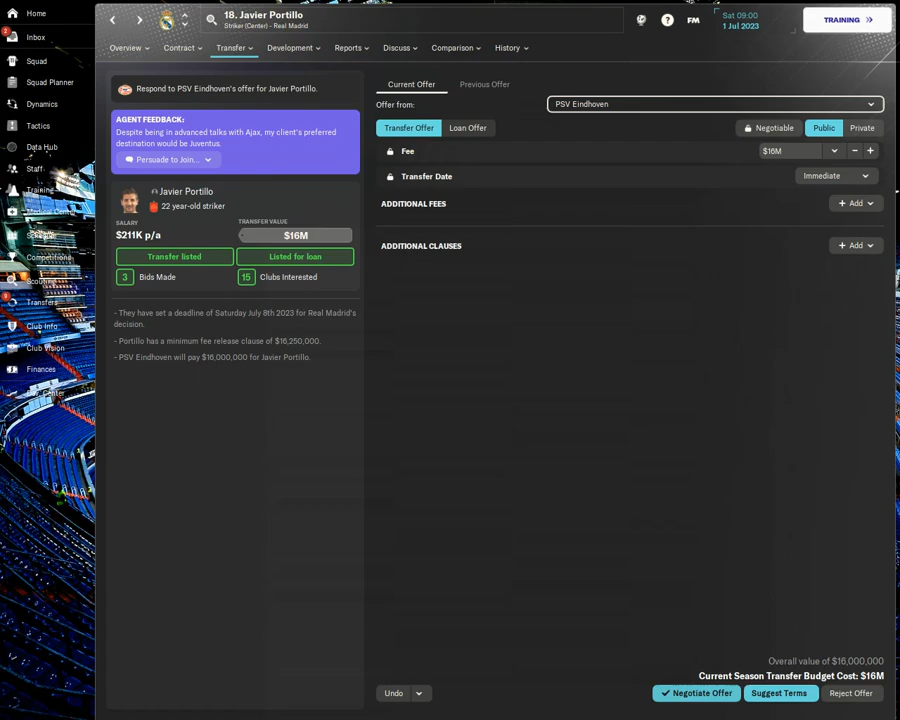 18. Javier Portillo
Striker (Center) - Real Madrid
FM
Sat 09:00
1 Jul 2023
TRAINING
Overview
Contract
Transfer
Development
Reports
Discuss
Comparison
History
Home
2
Inbox
Squad
Squad Planner
Dynamics
Tactics
Data Hub
Staff
Training
Medical Center
Schedule
Competitions
Scouting
Transfers
Club Info
Club Vision
Finances
Dev. Center
Respond to PSV Eindhoven's offer for Javier Portillo.
AGENT FEEDBACK:
Despite being in advanced talks with Ajax, my client's preferred
destination would be Juventus.
Persuade to Join...
Javier Portillo
22 year-old striker
SALARY
$211K p/a
TRANSFER VALUE
$16M
Transfer listed
Listed for loan
3 Bids Made
15 Clubs Interested
- They have set a deadline of Saturday July 8th 2023 for Real Madrid's
decision.
- Portillo has a minimum fee release clause of $16,250,000.
- PSV Eindhoven will pay $16,000,000 for Javier Portillo.
Current Offer
Previous Offer
Offer from:
PSV Eindhoven
Transfer Offer
Loan Offer
Negotiable
Public
Private
Fee
$16M
Transfer Date
Immediate
ADDITIONAL FEES
+ Add
ADDITIONAL CLAUSES
+ Add
Overall value of $16,000,000
Current Season Transfer Budget Cost: $16M
Undo
Negotiate Offer
Suggest Terms
Reject Offer